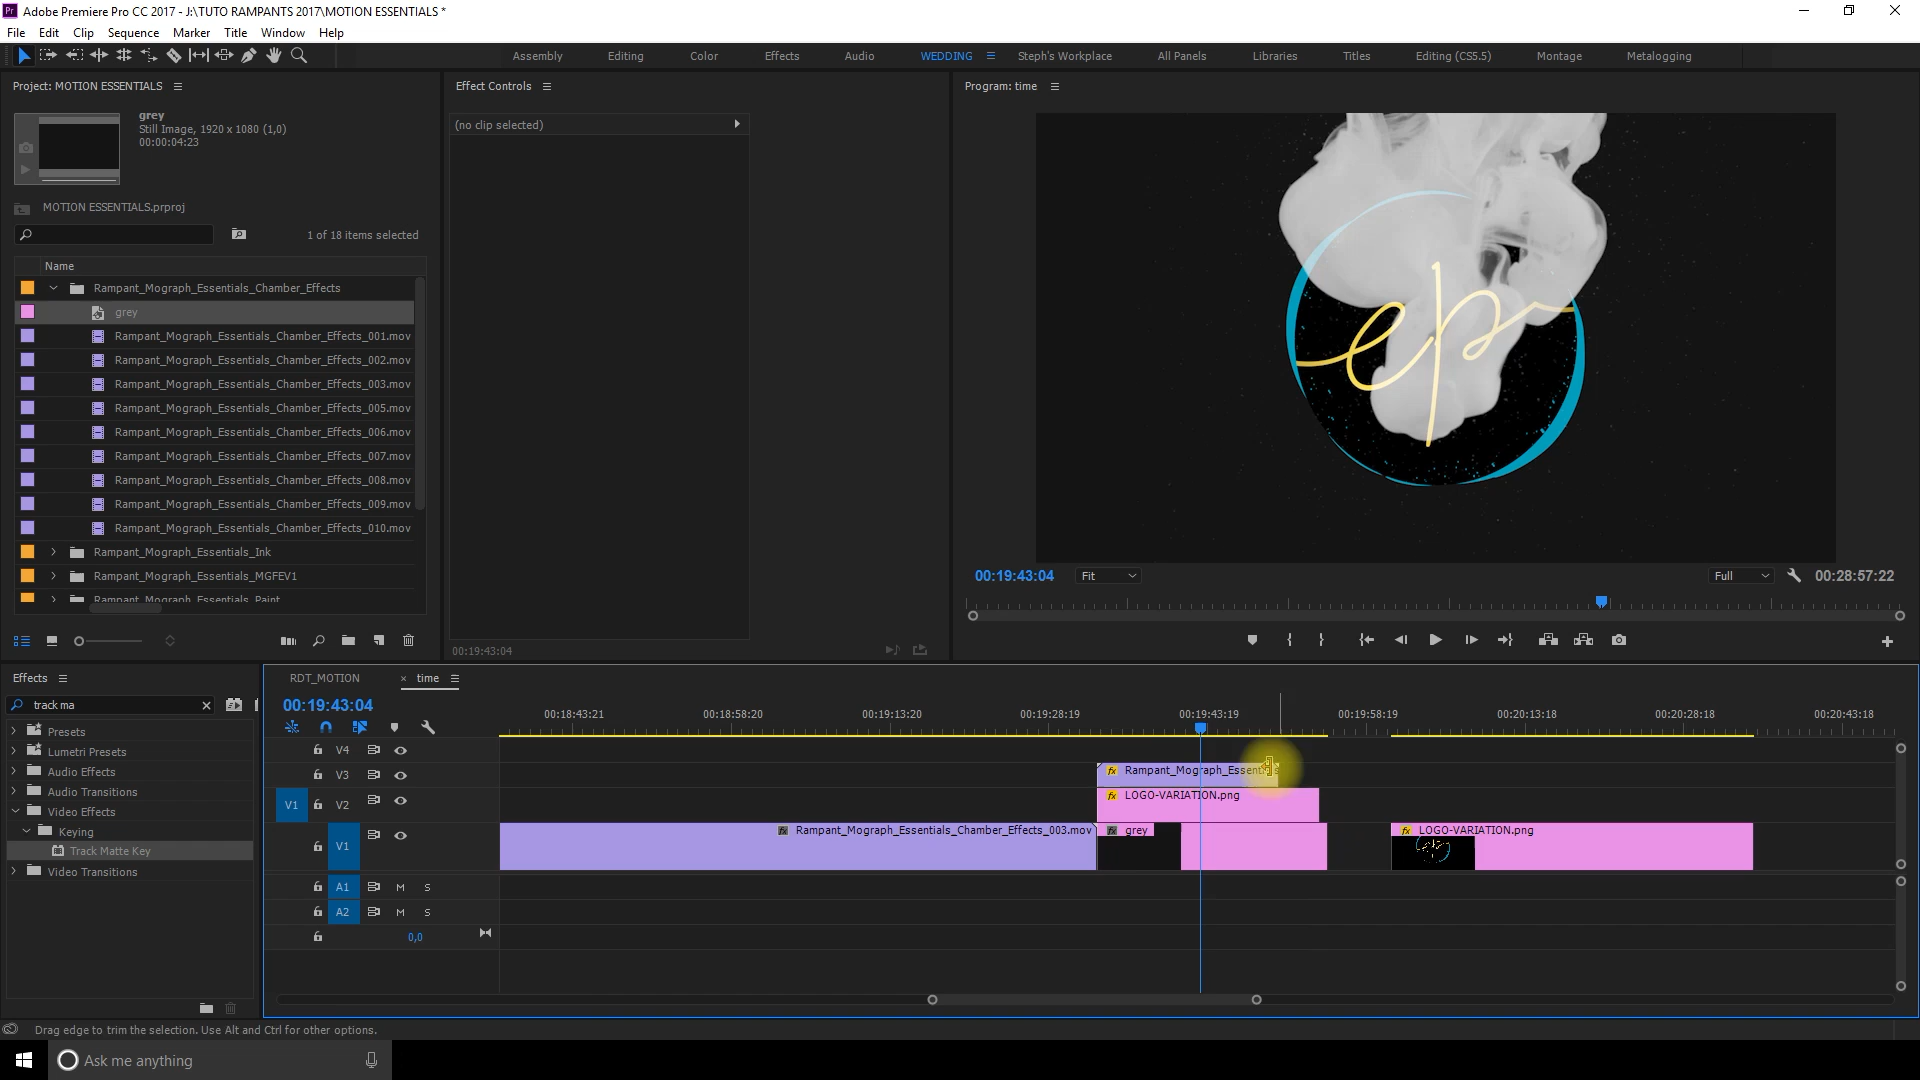 Pr Adobe Premiere Pro CC 2017 - J:\TUTO RAMPANTS 2017\MOTION ESSENTIALS *
File Edit Clip Sequence Marker Title Window Help
Assembly Editing Color Effects Audio WEDDING Steph's Workplace All Panels Libraries Titles Editing (CS5.5) Montage Metalogging
Project: MOTION ESSENTIALS
grey
Still Image, 1920 x 1080 (1,0)
00:00:04:23
MOTION ESSENTIALS.prproj
1 of 18 items selected
Name
Rampant_Mograph_Essentials_Chamber_Effects
grey
Rampant_Mograph_Essentials_Chamber_Effects_001.mov
Rampant_Mograph_Essentials_Chamber_Effects_002.mov
Rampant_Mograph_Essentials_Chamber_Effects_003.mov
Rampant_Mograph_Essentials_Chamber_Effects_005.mov
Rampant_Mograph_Essentials_Chamber_Effects_006.mov
Rampant_Mograph_Essentials_Chamber_Effects_007.mov
Rampant_Mograph_Essentials_Chamber_Effects_008.mov
Rampant_Mograph_Essentials_Chamber_Effects_009.mov
Rampant_Mograph_Essentials_Chamber_Effects_010.mov
Rampant_Mograph_Essentials_Ink
Rampant_Mograph_Essentials_MGFEV1
Rampant_Mograph_Essentials_Paint
Effect Controls
(no clip selected)
00:19:43:04
Program: time
ep
00:19:43:04 Fit Full 00:28:57:22
Effects
track ma
Presets
Lumetri Presets
Audio Effects
Audio Transitions
Video Effects
Keying
Track Matte Key
Video Transitions
RDT_MOTION × time
00:19:43:04
00:18:43:21 00:18:58:20 00:19:13:20 00:19:28:19 00:19:43:19 00:19:58:19 00:20:13:18 00:20:28:18 00:20:43:18
V4
V3 fx Rampant_Mograph_Essentials
V1 V2 fx LOGO-VARIATION.png
V1 fx Rampant_Mograph_Essentials_Chamber_Effects_003.mov fx grey fx LOGO-VARIATION.png
A1 M S
A2 M S
0,0
Drag edge to trim the selection. Use Alt and Ctrl for other options.
Ask me anything